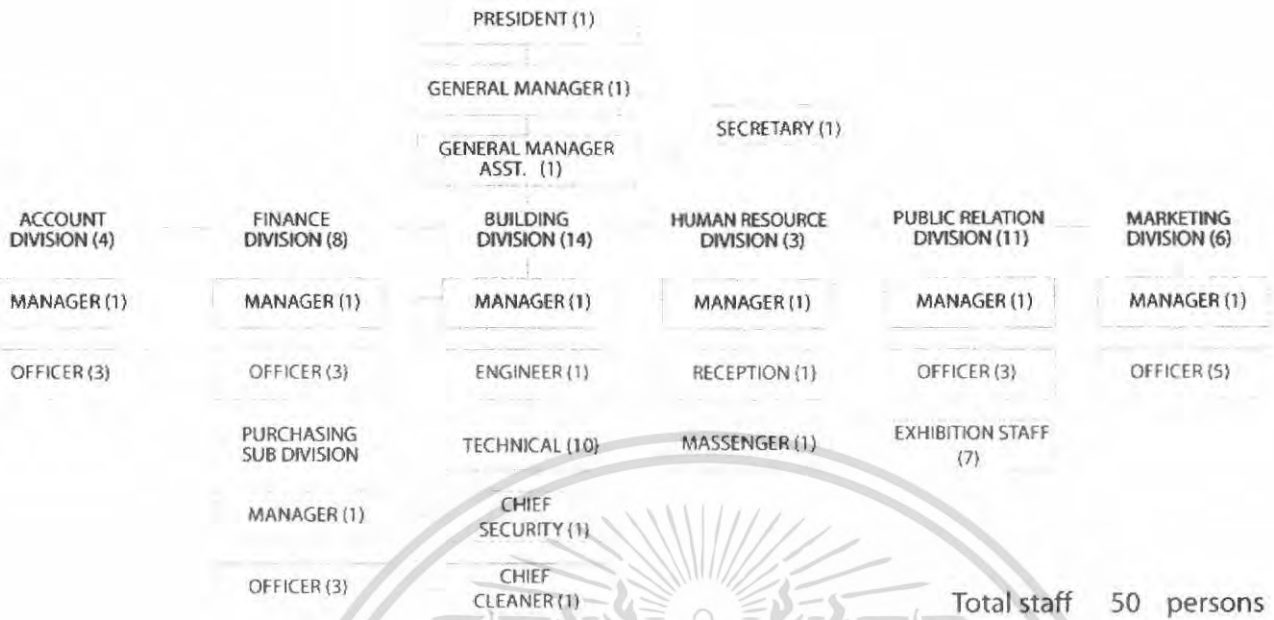 PRESIDENT (1)
GENERAL MANAGER (1)
SECRETARY (1)
GENERAL MANAGER
ASST. (1)
ACCOUNT
DIVISION (4)
MANAGER (1)
OFFICER (3)
FINANCE
DIVISION (8)
MANAGER (1)
OFFICER (3)
PURCHASING
SUB DIVISION
MANAGER (1)
OFFICER (3)
BUILDING
DIVISION (14)
MANAGER (1)
ENGINEER (1)
TECHNICAL (10)
CHIEF
SECURITY (1)
CHIEF
CLEANER (1)
HUMAN RESOURCE
DIVISION (3)
MANAGER (1)
RECEPTION (1)
MASSENGER (1)
PUBLIC RELATION
DIVISION (11)
MANAGER (1)
OFFICER (3)
EXHIBITION STAFF
(7)
MARKETING
DIVISION (6)
MANAGER (1)
OFFICER (5)
Total staff 50 persons